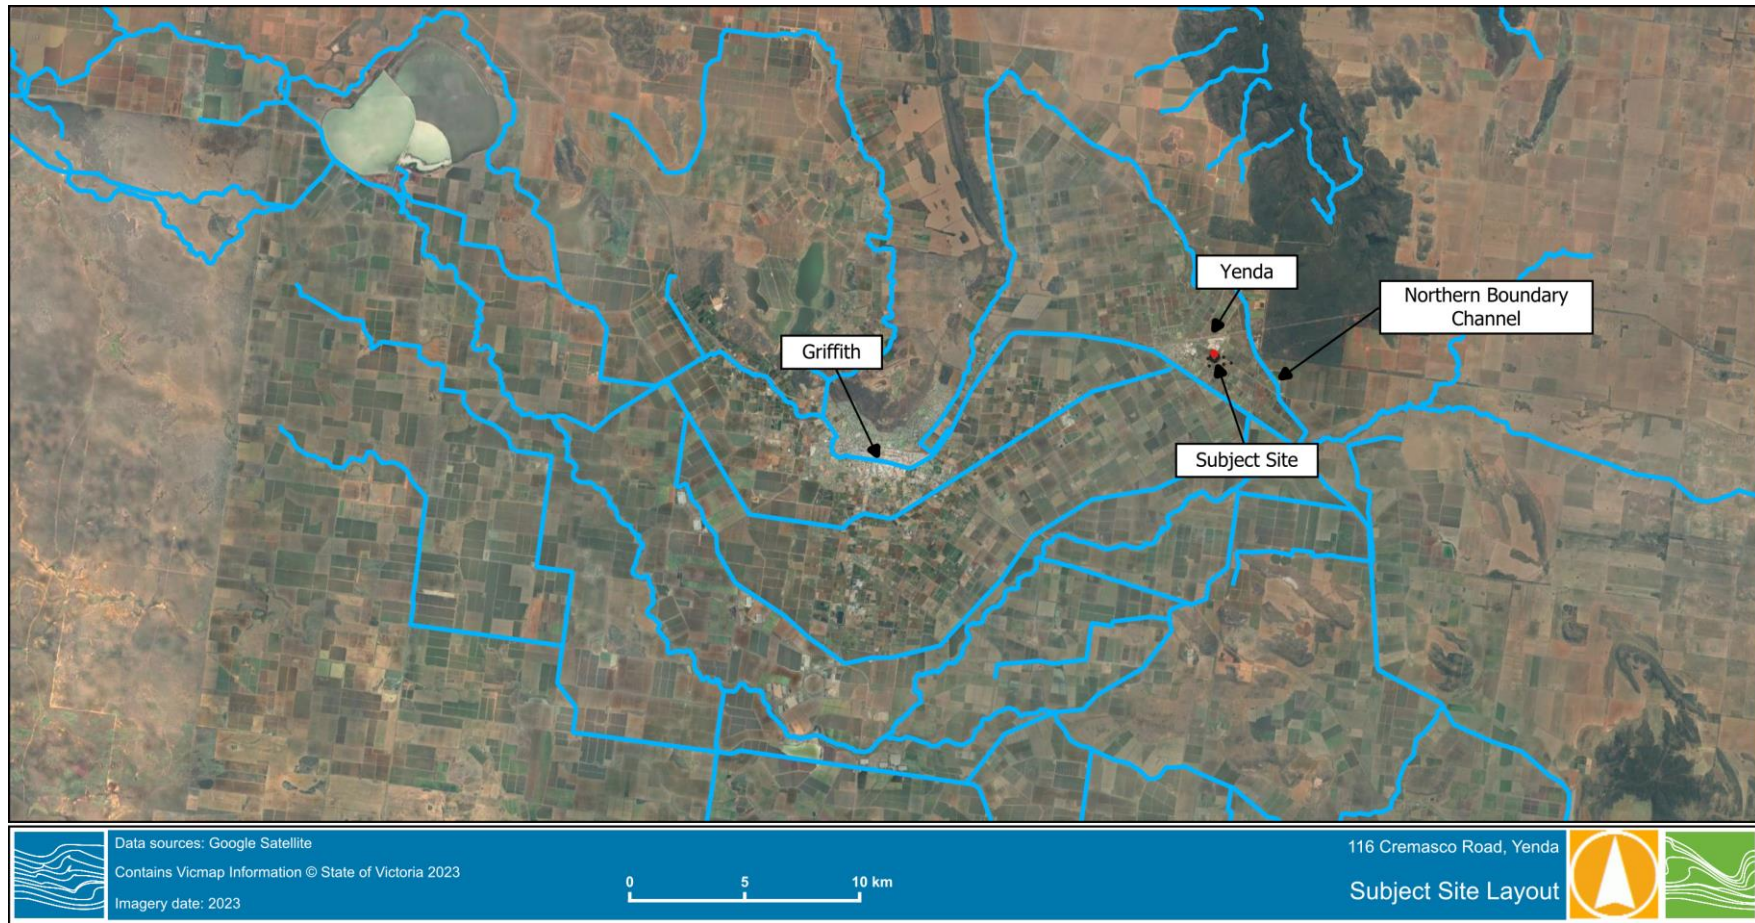 Yenda
Northern Boundary
Channel
Griffith
Subject Site
Data sources: Google Satellite
Contains Vicmap Information © State of Victoria 2023
Imagery date: 2023
0 5 10 km
116 Cremasco Road, Yenda
Subject Site Layout